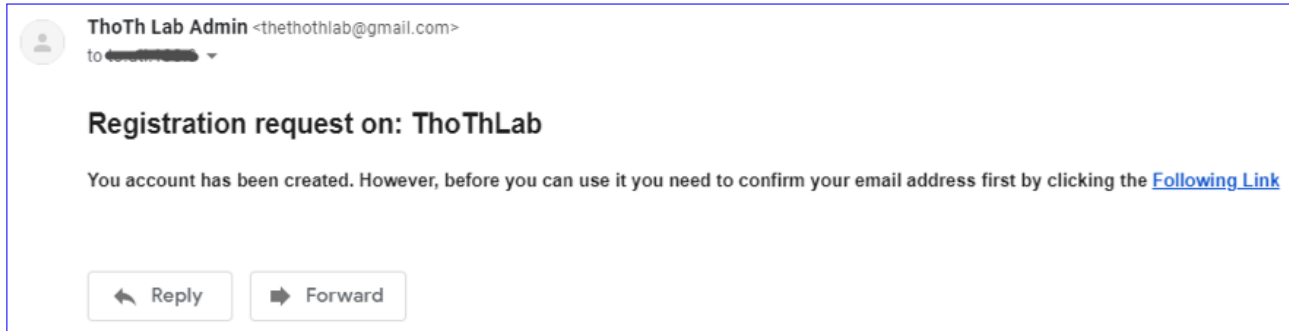 ThoTh Lab Admin <thethothlab@gmail.com>
to
Registration request on: ThoThLab
You account has been created. However, before you can use it you need to confirm your email address first by clicking the Following Link
Reply Forward